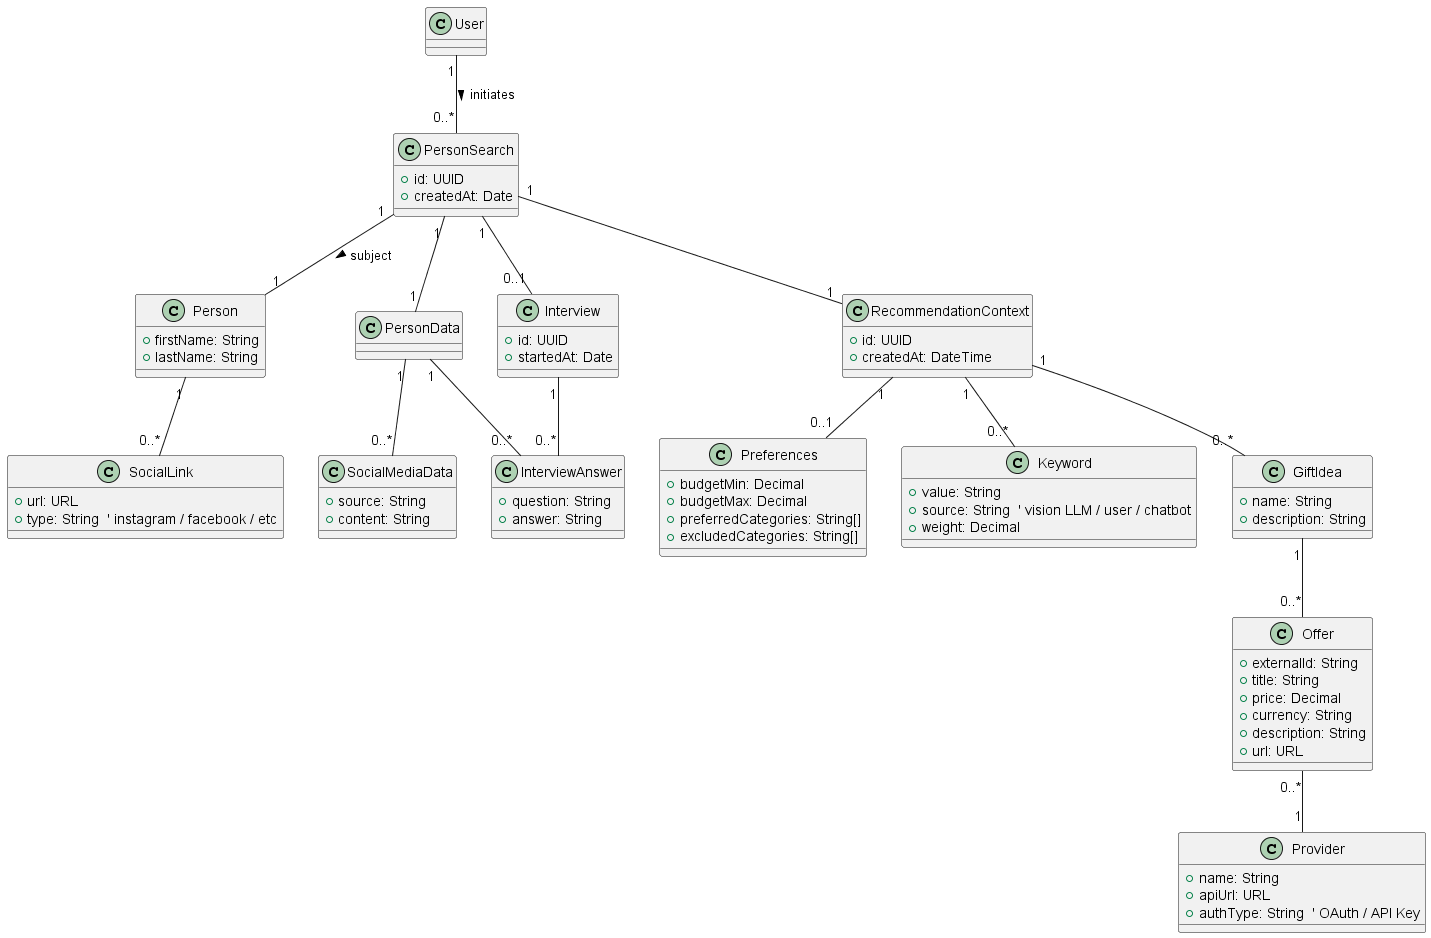 C User
1
initiates
0..*
C PersonSearch
id: UUID
createdAt: Date
1
1
1
1
subject
1
1
0..1
1
C Person
firstName: String
lastName: String
C PersonData
C Interview
id: UUID
startedAt: Date
C RecommendationContext
id: UUID
createdAt: DateTime
1
1
1
1
1
1
1
0..*
0..*
0..*
0..*
0..1
0..*
0..*
C SocialLink
url: URL
type: String ' instagram / facebook / etc
C SocialMediaData
source: String
content: String
C InterviewAnswer
question: String
answer: String
C Preferences
budgetMin: Decimal
budgetMax: Decimal
preferredCategories: String[]
excludedCategories: String[]
C Keyword
value: String
source: String ' vision LLM / user / chatbot
weight: Decimal
C GiftIdea
name: String
description: String
1
0..*
C Offer
externalId: String
title: String
price: Decimal
currency: String
description: String
url: URL
0..*
1
C Provider
name: String
apiUrl: URL
authType: String ' OAuth / API Key